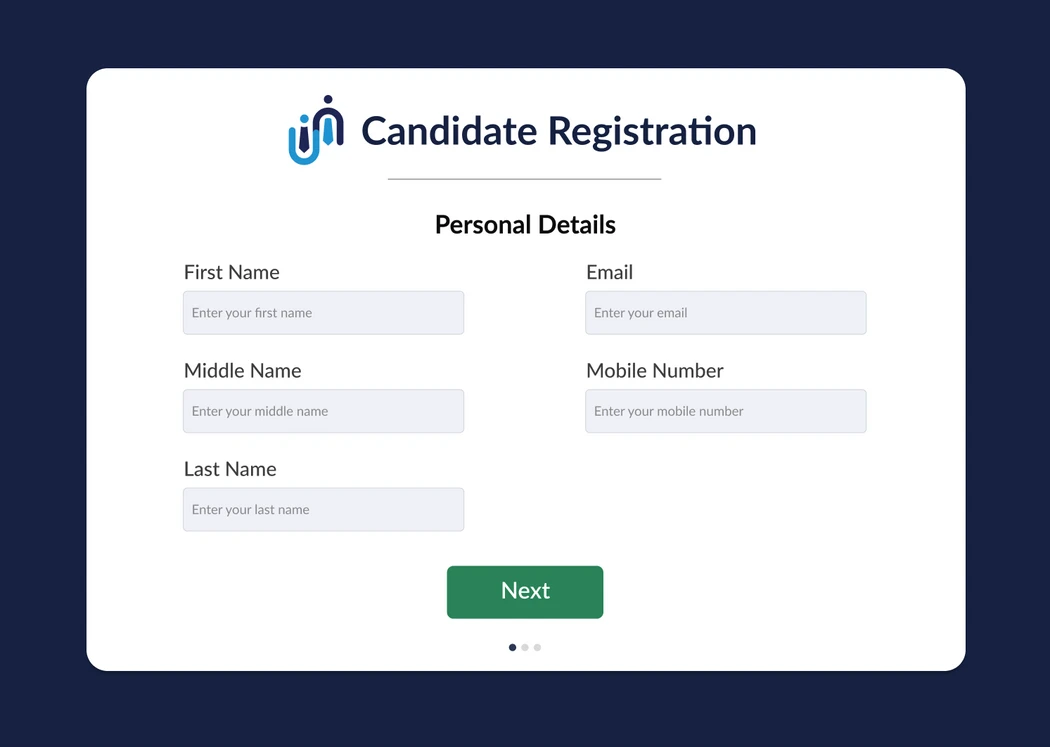 Candidate Registration
Personal Details
First Name
Enter your first name
Middle Name
Enter your middle name
Last Name
Enter your last name
Email
Enter your email
Mobile Number
Enter your mobile number
Next